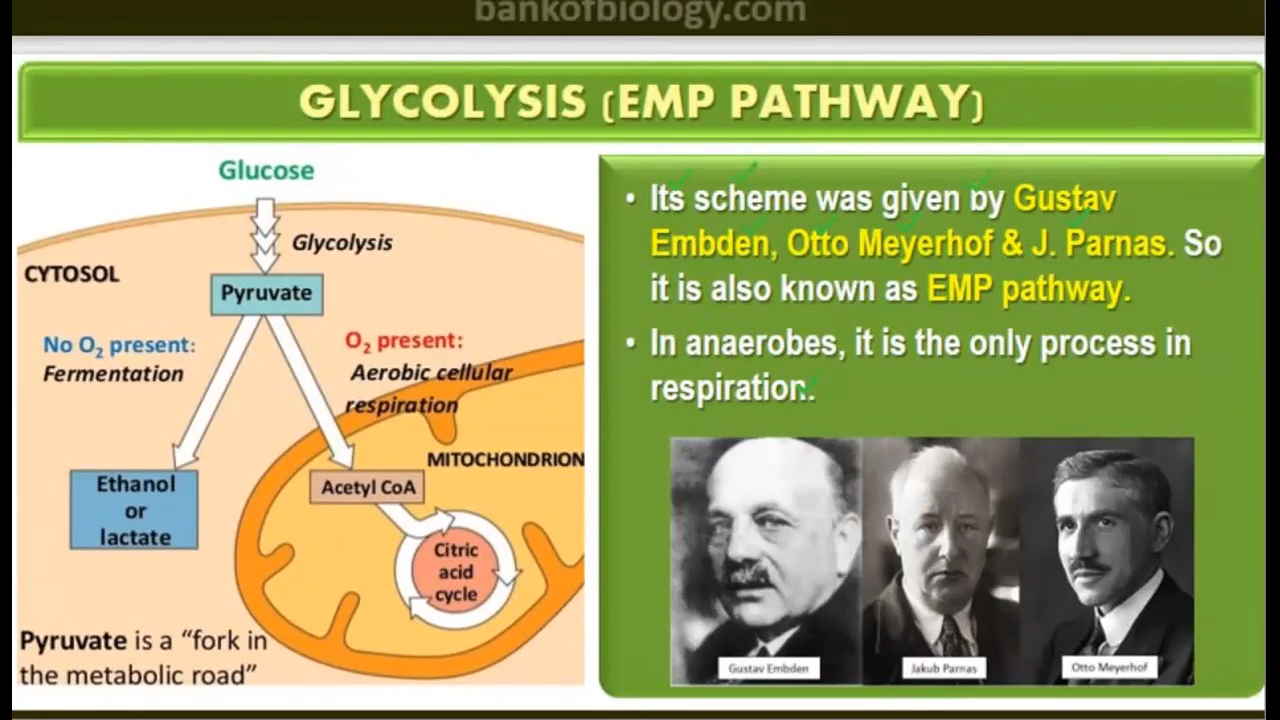 bankofbiology.com
GLYCOLYSIS (EMP PATHWAY)
Glucose
Glycolysis
CYTOSOL
Pyruvate
No O₂ present:
Fermentation
O₂ present:
Aerobic cellular
respiration
MITOCHONDRION
Ethanol
or
lactate
Acetyl CoA
Citric
acid
cycle
Pyruvate is a “fork in
the metabolic road”
• Its scheme was given by Gustav
Embden, Otto Meyerhof & J. Parnas. So
it is also known as EMP pathway.
• In anaerobes, it is the only process in
respiration.
Gustav Embden
Jakub Parnas
Otto Meyerhof